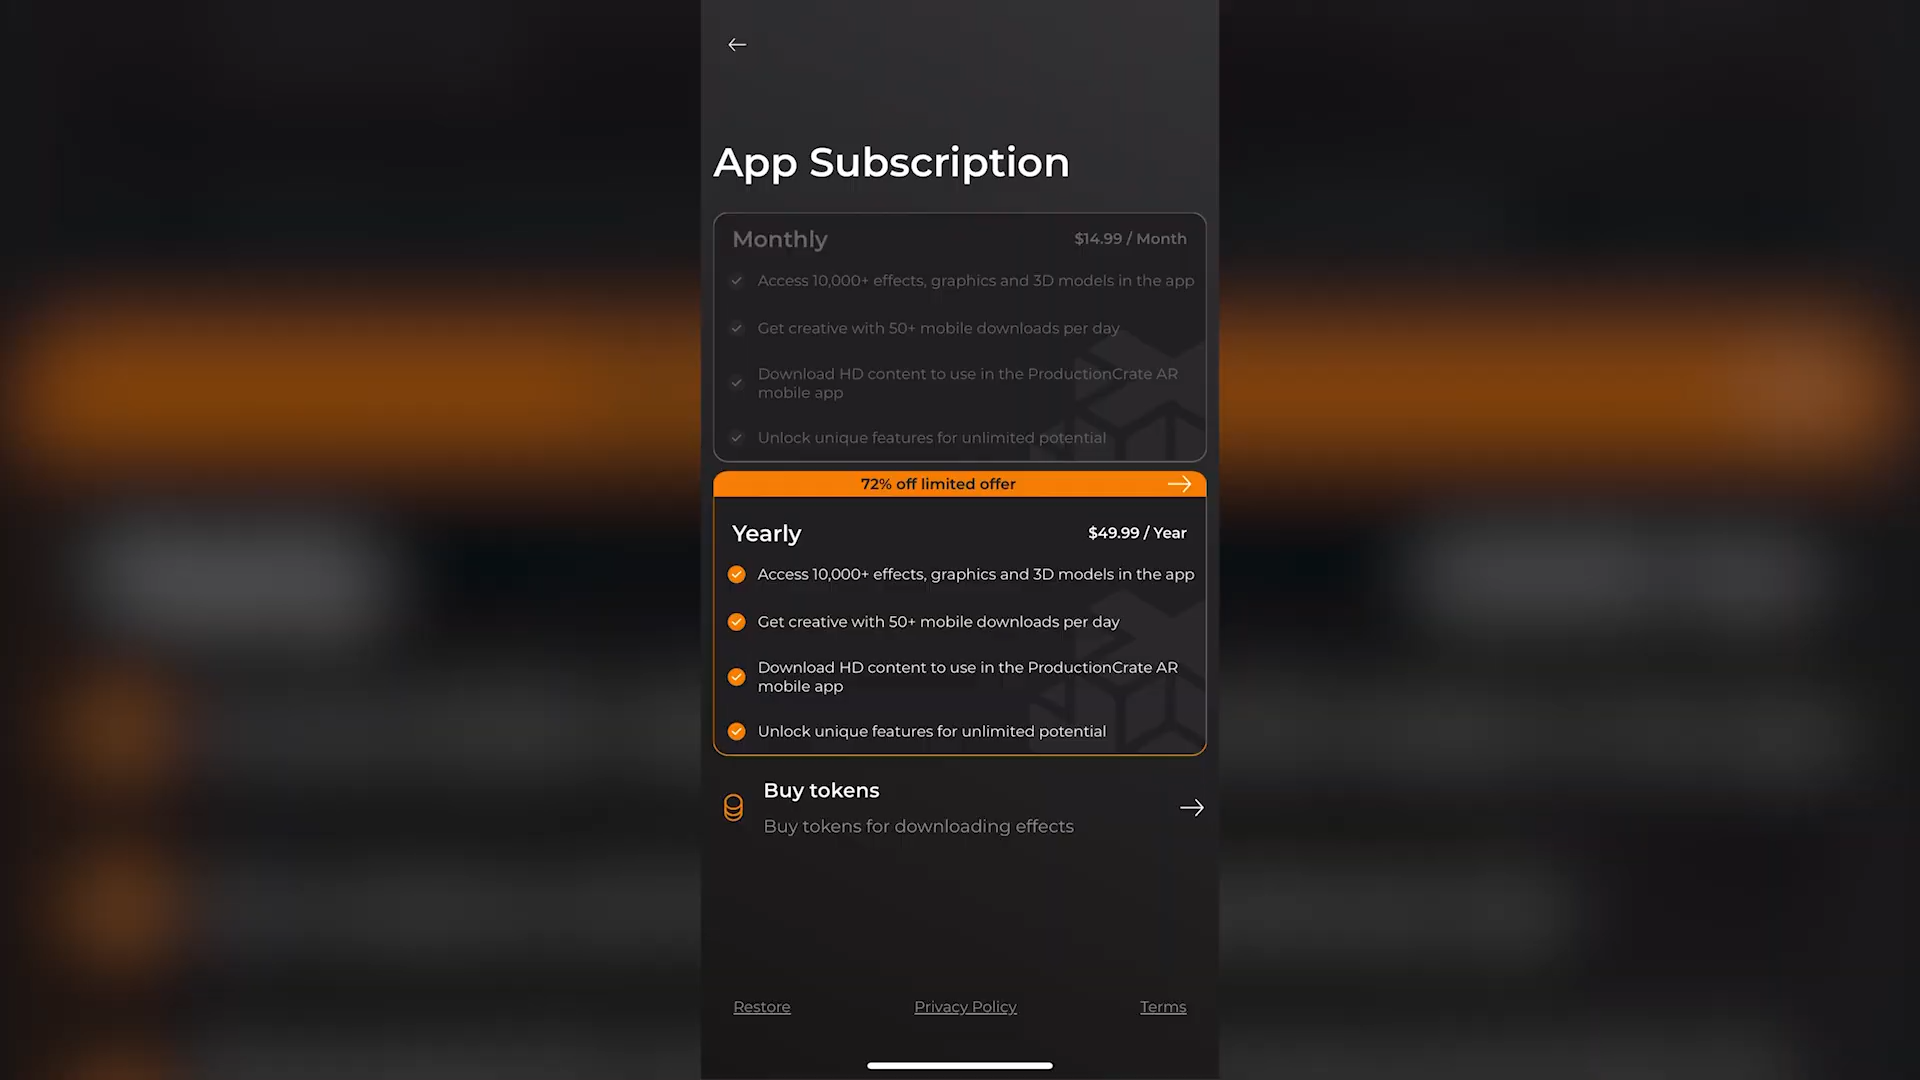 App Subscription
Monthly
$14.99 / Month
Access 10,000+ effects, graphics and 3D models in the app
Get creative with 50+ mobile downloads per day
Download HD content to use in the ProductionCrate AR
mobile app
Unlock unique features for unlimited potential
72% off limited offer
Yearly
$49.99 / Year
Access 10,000+ effects, graphics and 3D models in the app
Get creative with 50+ mobile downloads per day
Download HD content to use in the ProductionCrate AR
mobile app
Unlock unique features for unlimited potential
Buy tokens
Buy tokens for downloading effects
Restore
Privacy Policy
Terms